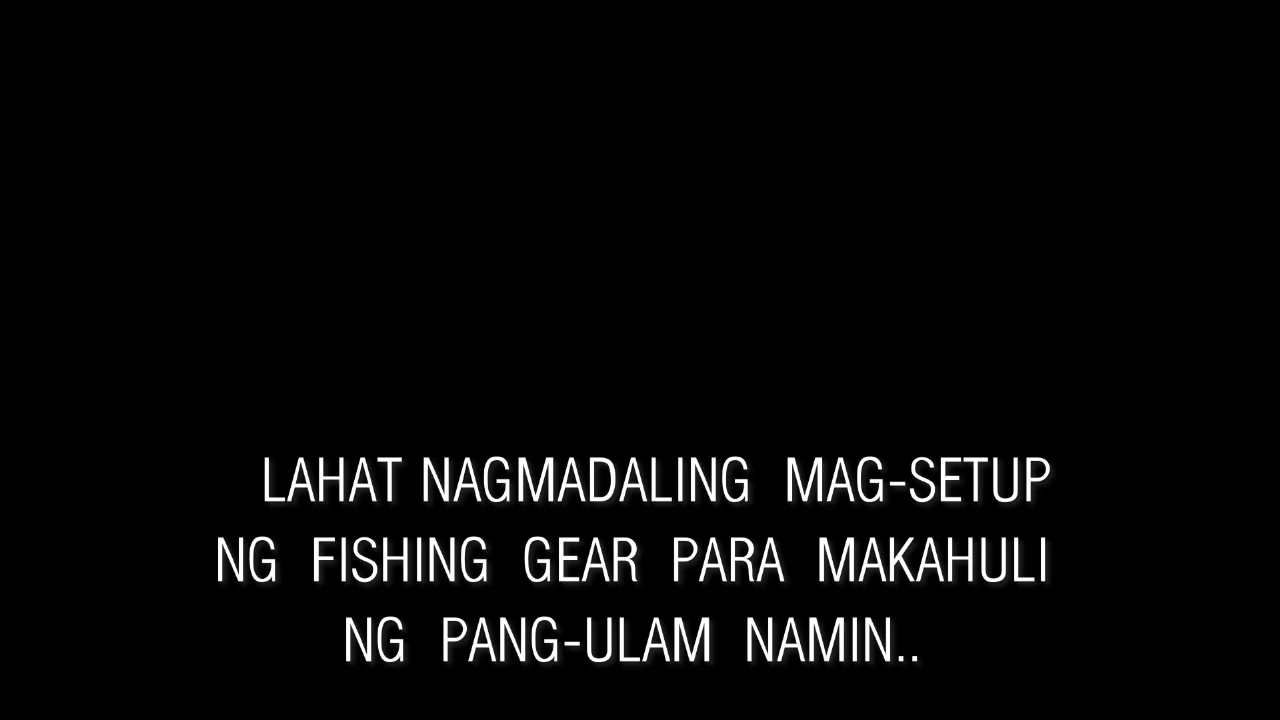 LAHAT NAGMADALING MAG-SETUP
NG FISHING GEAR PARA MAKAHULI
NG PANG-ULAM NAMIN..